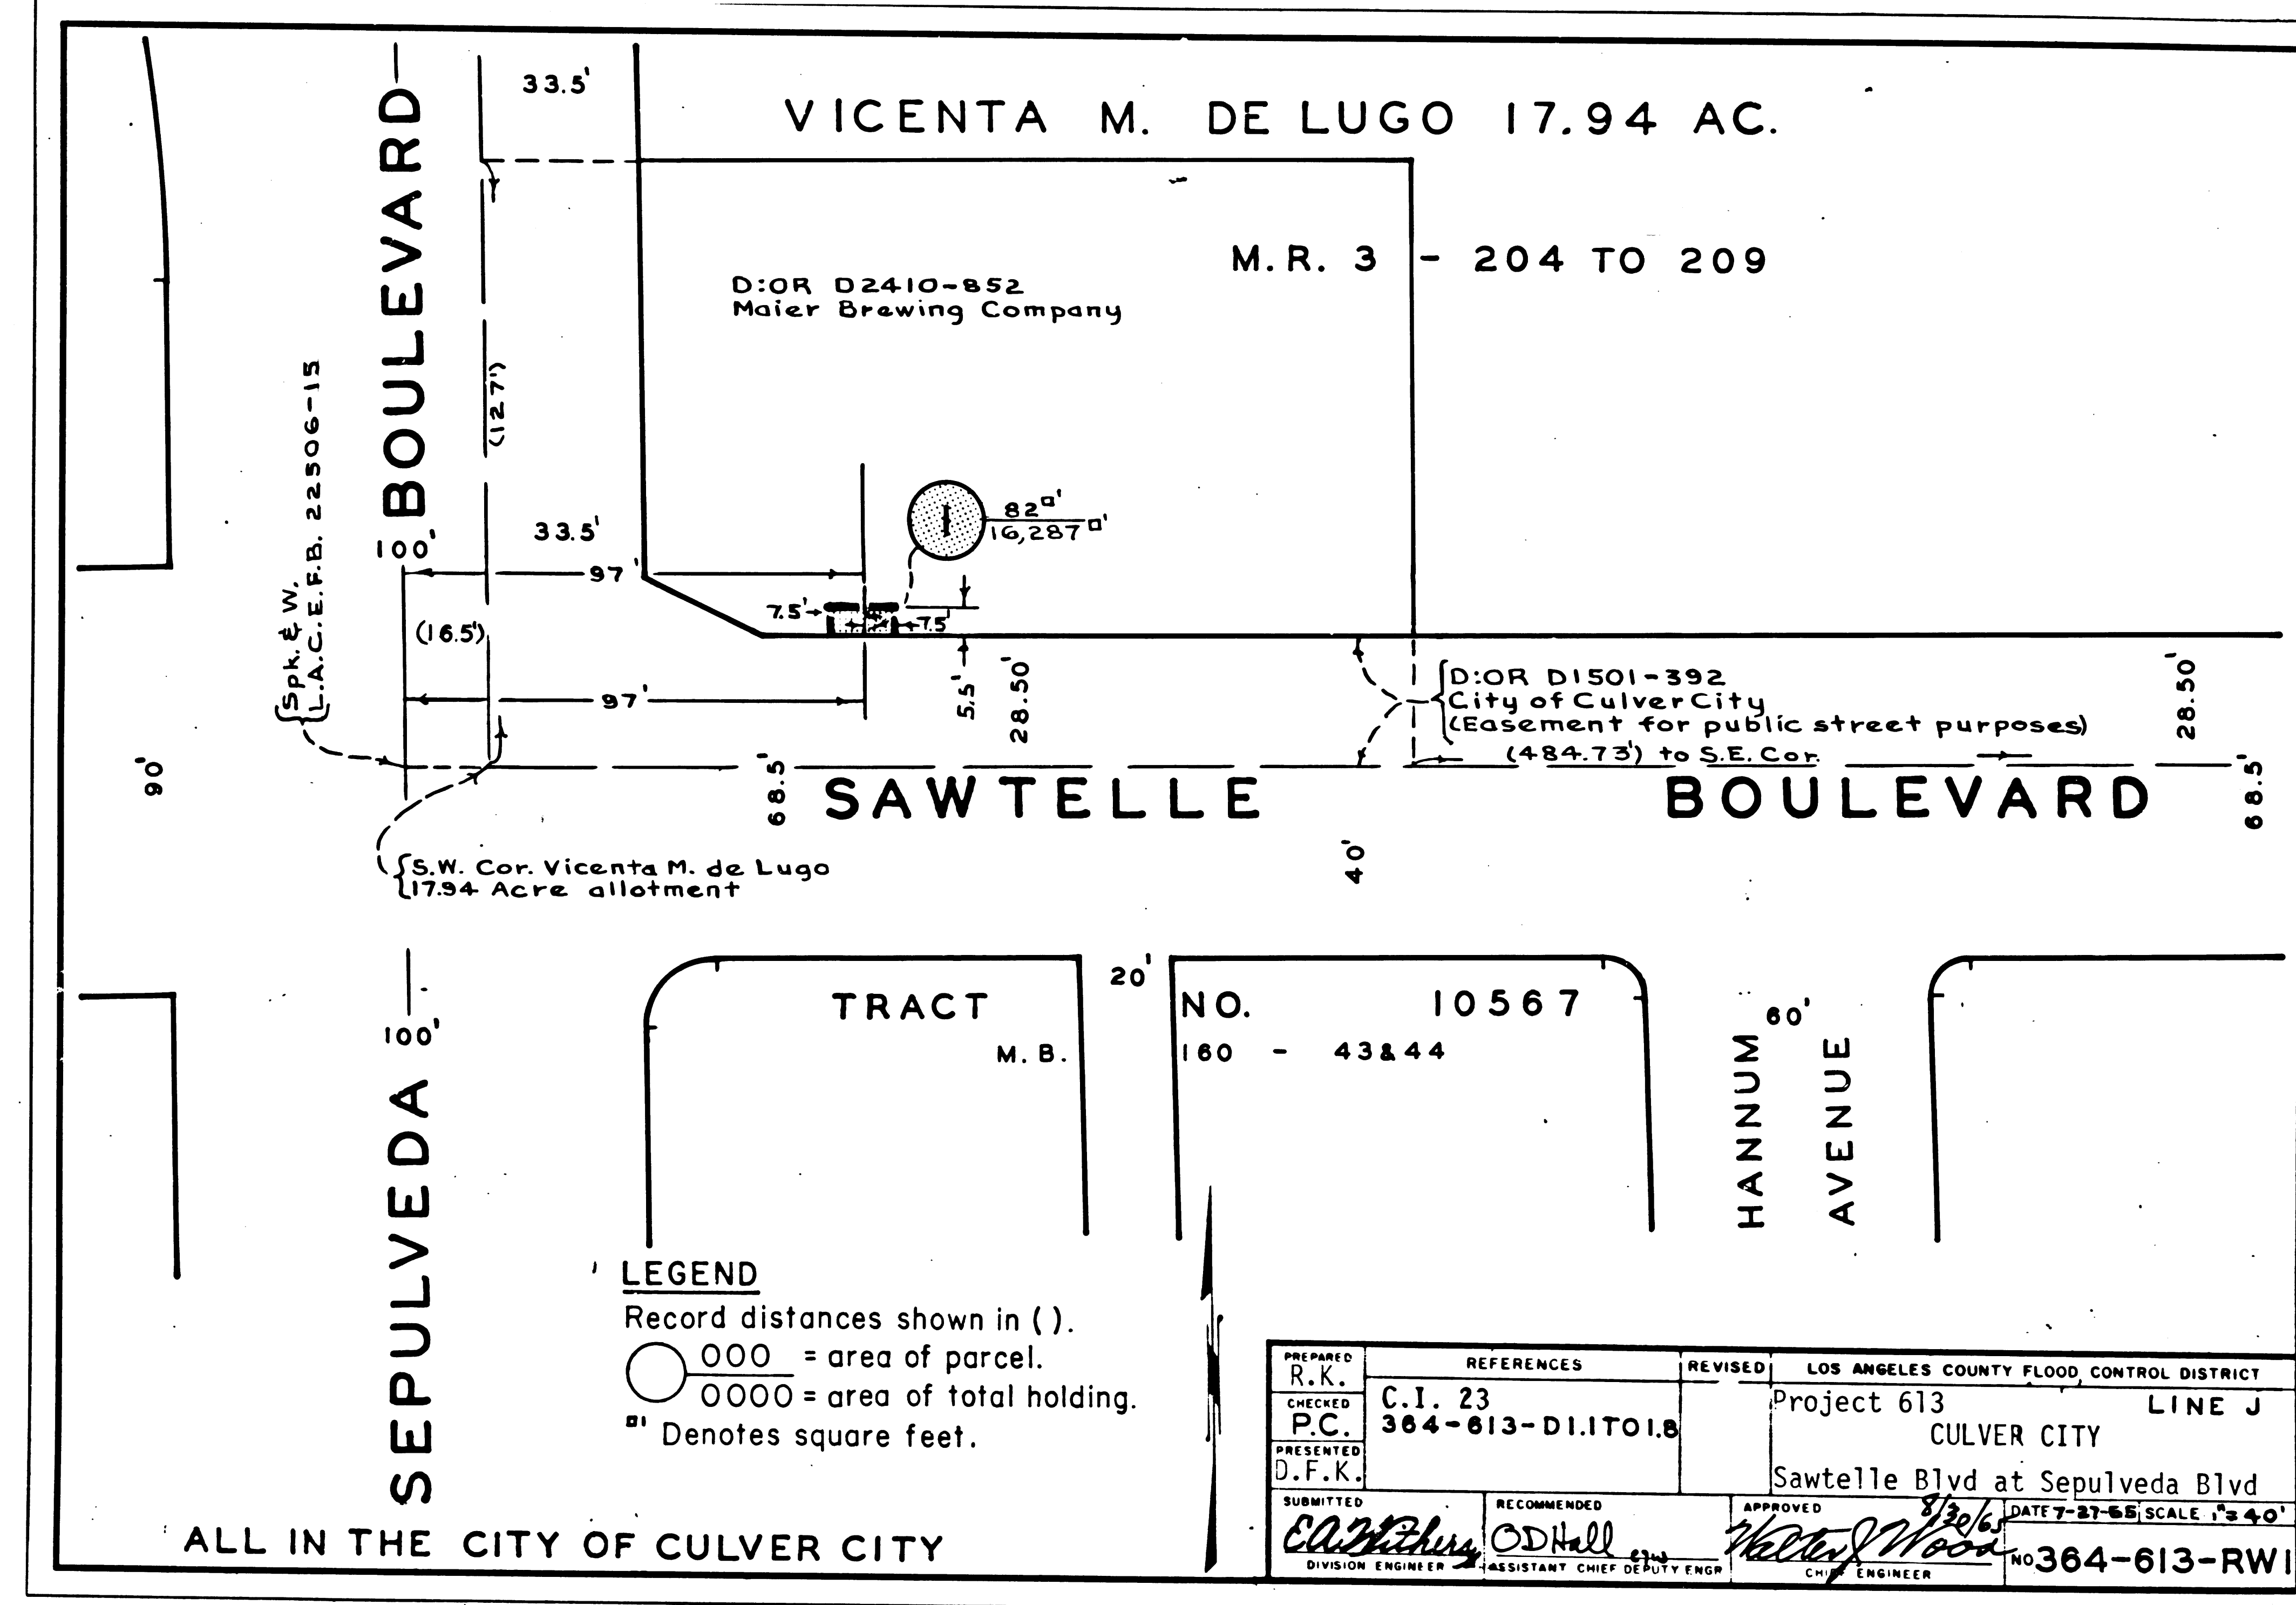 33.5'
VICENTA M. DE LUGO 17.94 AC.
M.R. 3 - 204 TO 209
D:OR D2410-852
Maier Brewing Company
BOULEVARD
(127')
Spk. & W.
L.A.C.E.F.B. 22506-15
100'
33.5'
97'
1
82□'
16,287□'
7.5'
7.5'
(16.5')
97'
5.5'
28.50'
D:OR D1501-392
City of Culver City
(Easement for public street purposes)
(484.73') to S.E. Cor.
28.50'
90'
68.5'
SAWTELLE BOULEVARD
68.5'
40'
S.W. Cor. Vicenta M. de Lugo
17.94 Acre allotment
20'
TRACT NO. 10567
M.B. 160 - 43&44
60'
HANNUM
AVENUE
100'
SEPULVEDA
LEGEND
Record distances shown in ( ).
000 = area of parcel.
0000 = area of total holding.
□' Denotes square feet.
ALL IN THE CITY OF CULVER CITY
PREPARED
R.K.
CHECKED
P.C.
PRESENTED
D.F.K.
REFERENCES
C.I. 23
364-613-D1.1TO1.8
REVISED
LOS ANGELES COUNTY FLOOD CONTROL DISTRICT
Project 613 LINE J
CULVER CITY
Sawtelle Blvd at Sepulveda Blvd
SUBMITTED
E A Withers
DIVISION ENGINEER
RECOMMENDED
OD Hall
ASSISTANT CHIEF DEPUTY ENGR
APPROVED
8/30/65
Walter J Wood
CHIEF ENGINEER
DATE 7-27-65 SCALE 1"=40'
NO 364-613-RW1